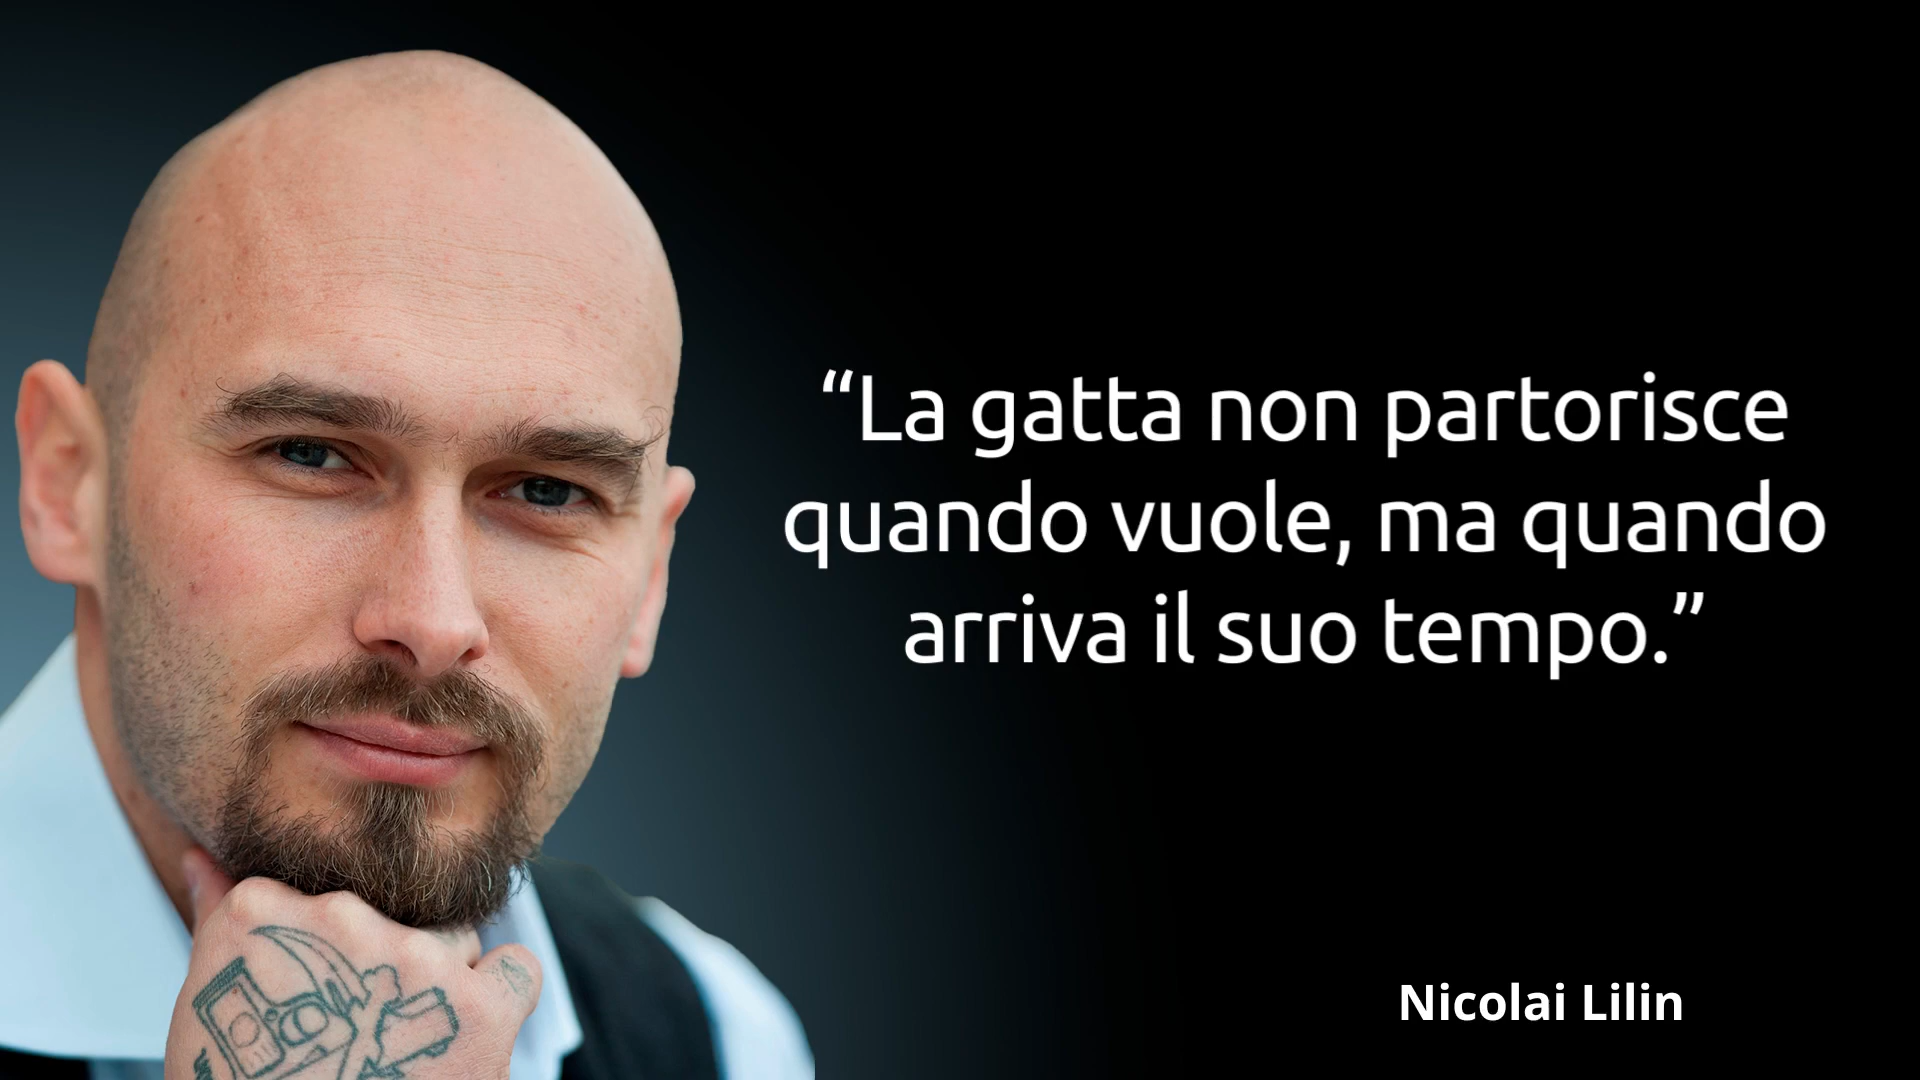 “La gatta non partorisce
quando vuole, ma quando
arriva il suo tempo.”
Nicolai Lilin